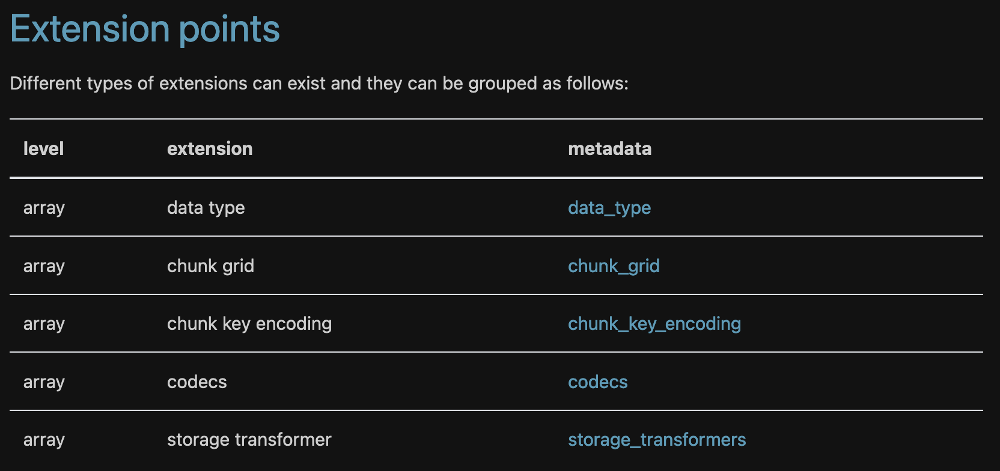 Extension points
Different types of extensions can exist and they can be grouped as follows:
level extension metadata
array data type data_type
array chunk grid chunk_grid
array chunk key encoding chunk_key_encoding
array codecs codecs
array storage transformer storage_transformers